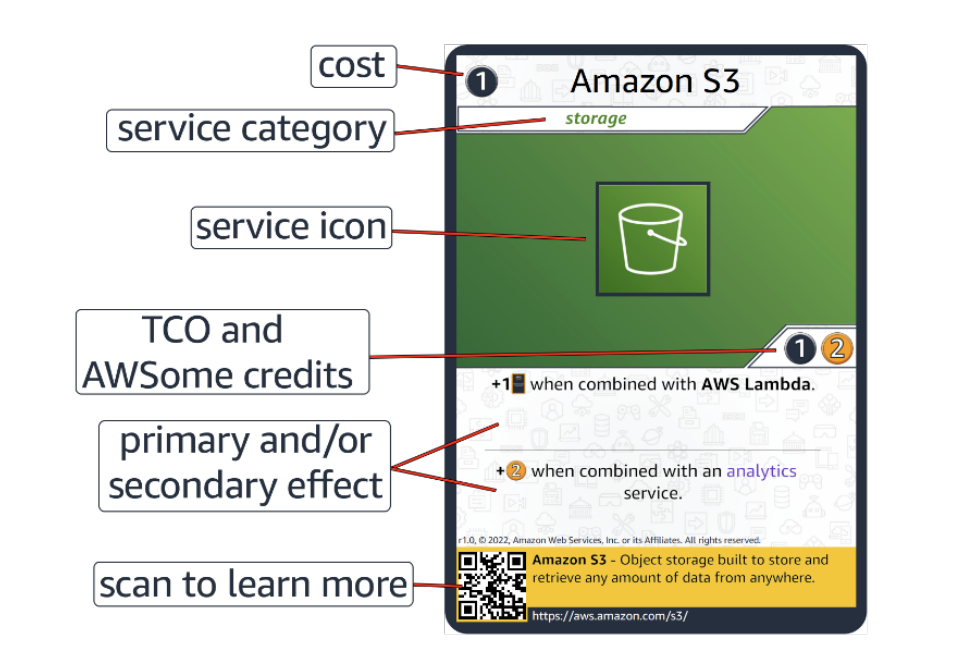 cost
1
Amazon S3
service category
storage
service icon
TCO and
AWSome credits
1 2
+1 when combined with AWS Lambda.
primary and/or
secondary effect
+2 when combined with an analytics
service.
r1.0, © 2022, Amazon Web Services, Inc. or its Affiliates. All rights reserved.
scan to learn more
Amazon S3 - Object storage built to store and
retrieve any amount of data from anywhere.
https://aws.amazon.com/s3/